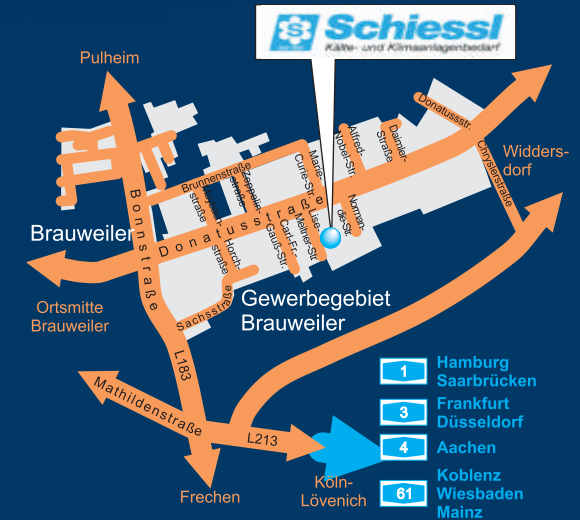 Schiessl
Kälte- und Klimaanlagenbedarf
Pulheim
Donatussstr.
Alfred-
Nobel-Str.
Daimler-
Straße
Chryslerstraße
Widders-
dorf
Marie-
Curie-Str.
Brunnenstraße
Zeppelin-
straße
straße
Bonnstraße
Donatusstraße
Norman-
die-Str.
Lise-
Meitner-Str.
Carl-Fr.-
Gauß-Str.
Horch-
straße
Brauweiler
Ortsmitte
Brauweiler
Sachsstraße
Gewerbegebiet
Brauweiler
L183
Mathildenstraße
L213
Frechen
Köln-
Lövenich
1
Hamburg
Saarbrücken
3
Frankfurt
Düsseldorf
4
Aachen
61
Koblenz
Wiesbaden
Mainz